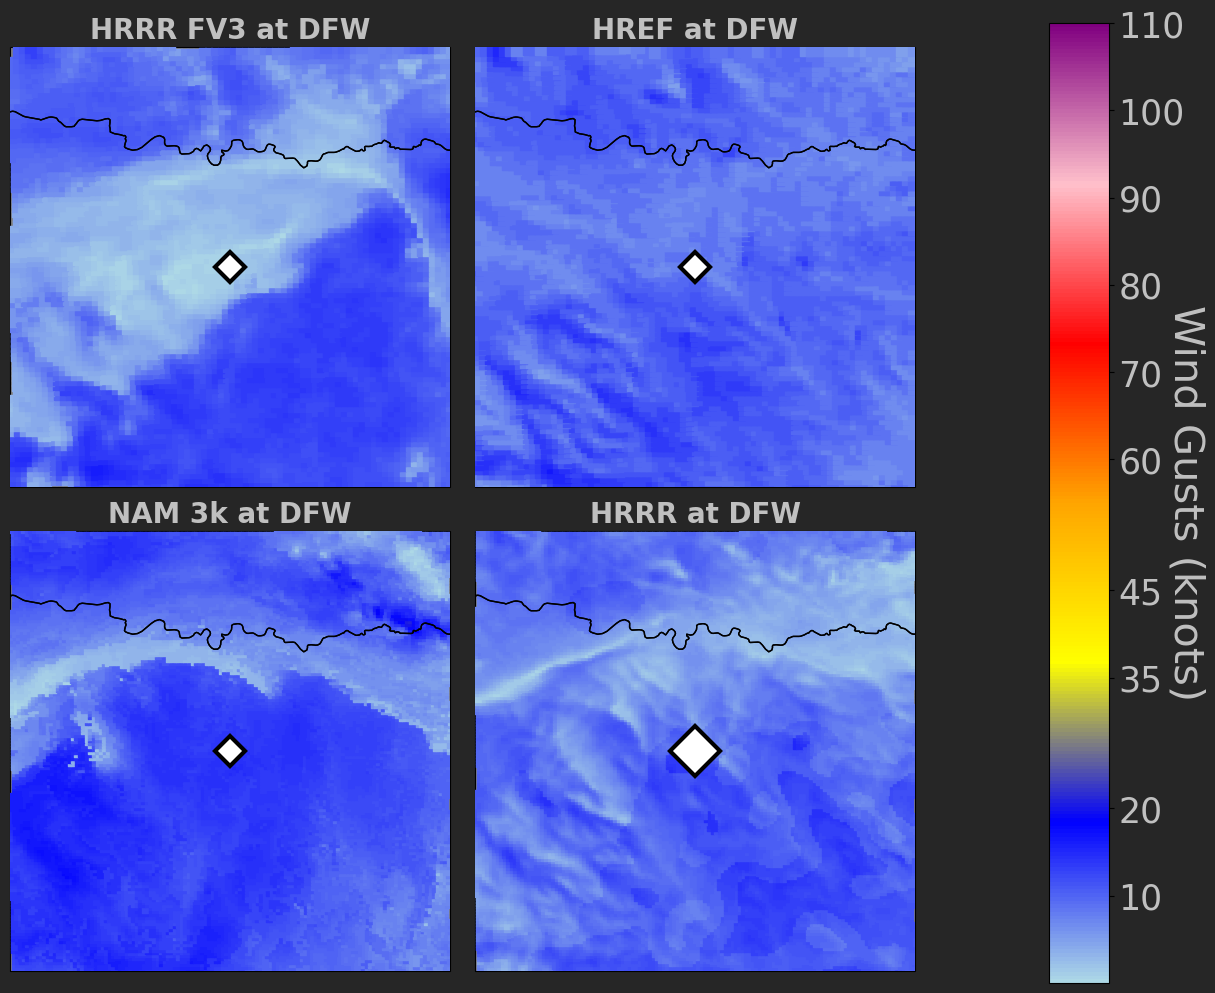 HRRR FV3 at DFW
HREF at DFW
NAM 3k at DFW
HRRR at DFW
110
100
90
80
70
60
45
35
20
10
Wind Gusts (knots)